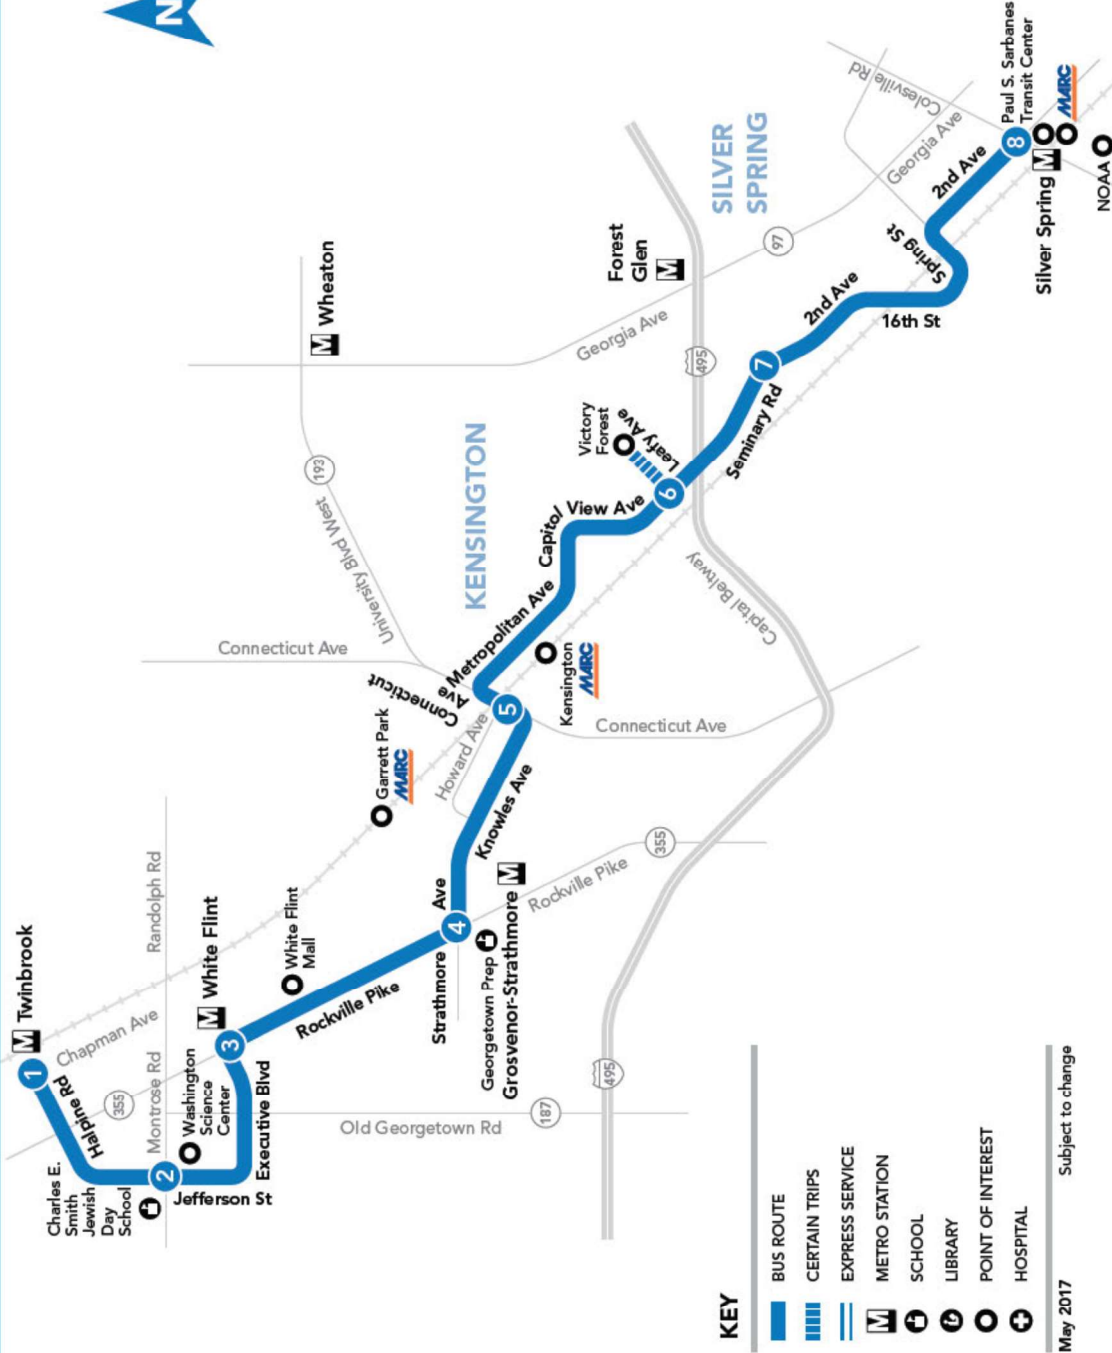 N
1
M Twinbrook
Halpine Rd
Chapman Ave
355
Charles E.
Smith
Jewish
Day
School
2
Montrose Rd
Randolph Rd
Jefferson St
Washington
Science
Center
Executive Blvd
3
M White Flint
White Flint
Mall
Rockville Pike
Old Georgetown Rd
187
Strathmore Ave
4
Georgetown Prep
Grosvenor-Strathmore M
Rockville Pike
355
Knowles Ave
Howard Ave
Garrett Park
MARC
5
Connecticut
Ave
Connecticut Ave
Connecticut Ave
Kensington
MARC
Metropolitan Ave
KENSINGTON
University Blvd West
193
M Wheaton
Capitol View Ave
6
Victory
Forest
Leafy Ave
Georgia Ave
Forest
Glen
M
495
Capital Beltway
495
Seminary Rd
7
2nd Ave
16th St
Spring St
2nd Ave
97
SILVER
SPRING
Georgia Ave
Colesville Rd
8
Paul S. Sarbanes
Transit Center
MARC
Silver Spring M
NOAA
KEY
BUS ROUTE
CERTAIN TRIPS
EXPRESS SERVICE
M METRO STATION
SCHOOL
LIBRARY
POINT OF INTEREST
HOSPITAL
May 2017 Subject to change